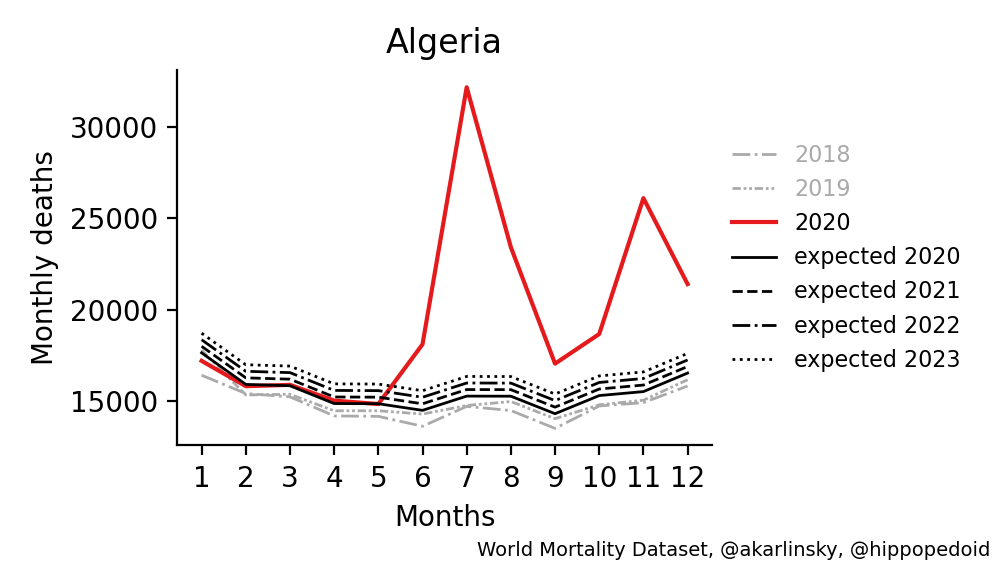 Algeria
Monthly deaths
30000
25000
20000
15000
1 2 3 4 5 6 7 8 9 10 11 12
Months
2018
2019
2020
expected 2020
expected 2021
expected 2022
expected 2023
World Mortality Dataset, @akarlinsky, @hippopedoid